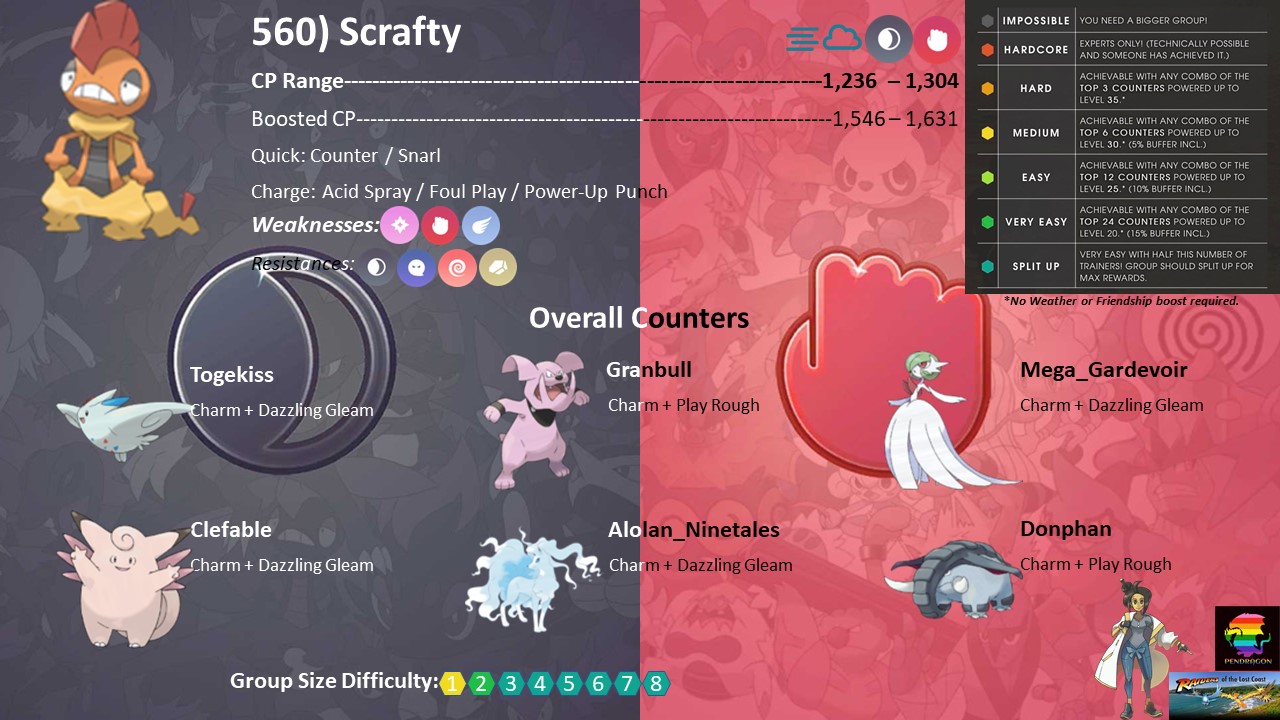 560) Scrafty
CP Range--------------------------------------------------------------------1,236 – 1,304
Boosted CP--------------------------------------------------------------------1,546 – 1,631
Quick: Counter / Snarl
Charge: Acid Spray / Foul Play / Power-Up Punch
Weaknesses:
Resistances:
IMPOSSIBLE YOU NEED A BIGGER GROUP!
HARDCORE EXPERTS ONLY! (TECHNICALLY POSSIBLE
AND SOMEONE HAS ACHIEVED IT.)
HARD ACHIEVABLE WITH ANY COMBO OF THE
TOP 3 COUNTERS POWERED UP TO
LEVEL 35.*
MEDIUM ACHIEVABLE WITH ANY COMBO OF THE
TOP 6 COUNTERS POWERED UP TO
LEVEL 30.* (5% BUFFER INCL.)
EASY ACHIEVABLE WITH ANY COMBO OF THE
TOP 12 COUNTERS POWERED UP TO
LEVEL 25.* (10% BUFFER INCL.)
VERY EASY ACHIEVABLE WITH ANY COMBO OF THE
TOP 24 COUNTERS POWERED UP TO
LEVEL 20.* (15% BUFFER INCL.)
SPLIT UP VERY EASY WITH HALF THIS NUMBER OF
TRAINERS! GROUP SHOULD SPLIT UP FOR
MAX REWARDS.
*No Weather or Friendship boost required.
Overall Counters
Togekiss
Charm + Dazzling Gleam
Granbull
Charm + Play Rough
Mega_Gardevoir
Charm + Dazzling Gleam
Clefable
Charm + Dazzling Gleam
Alolan_Ninetales
Charm + Dazzling Gleam
Donphan
Charm + Play Rough
Group Size Difficulty: 1 2 3 4 5 6 7 8
PENDRAGON
RAIDERS of the Lost Coast